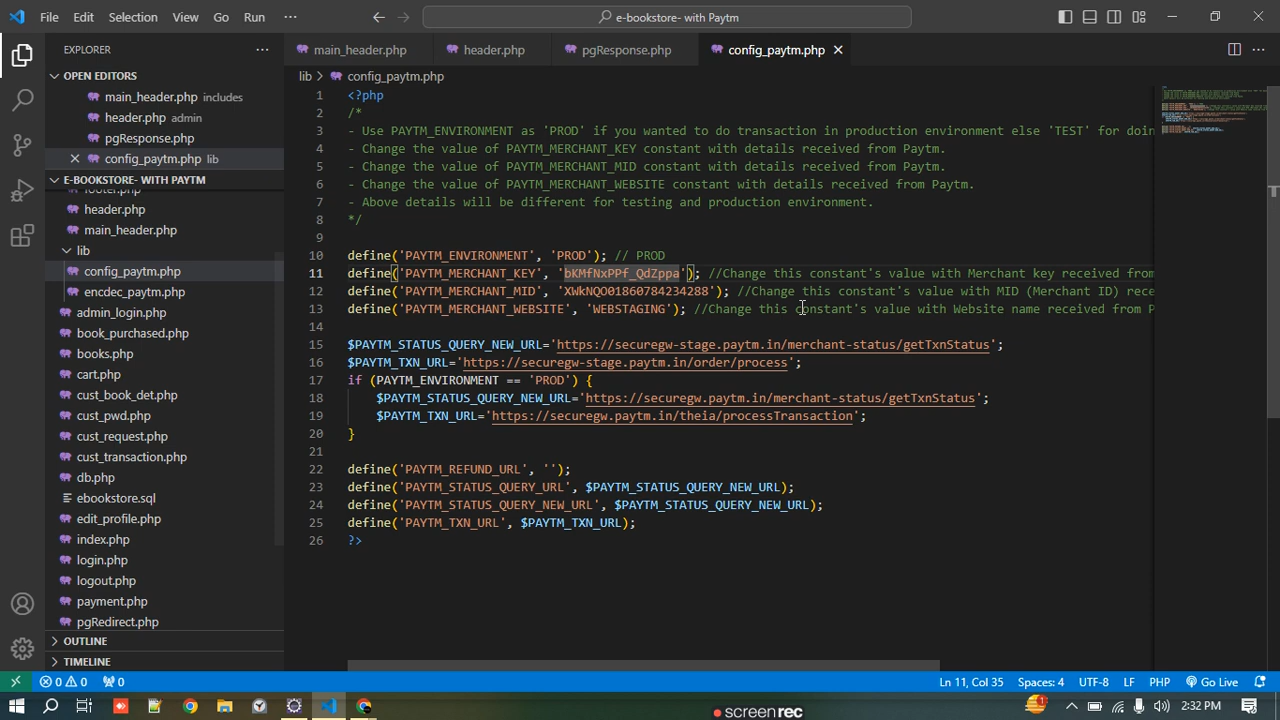 File Edit Selection View Go Run ··· e-bookstore- with Paytm
EXPLORER ···
OPEN EDITORS
main_header.php includes
header.php admin
pgResponse.php
config_paytm.php lib
E-BOOKSTORE- WITH PAYTM
footer.php
header.php
main_header.php
lib
config_paytm.php
encdec_paytm.php
admin_login.php
book_purchased.php
books.php
cart.php
cust_book_det.php
cust_pwd.php
cust_request.php
cust_transaction.php
db.php
ebookstore.sql
edit_profile.php
index.php
login.php
logout.php
payment.php
pgRedirect.php
OUTLINE
TIMELINE
main_header.php header.php pgResponse.php config_paytm.php
lib > config_paytm.php
1 <?php
2 /*
3 - Use PAYTM_ENVIRONMENT as 'PROD' if you wanted to do transaction in production environment else 'TEST' for doin
4 - Change the value of PAYTM_MERCHANT_KEY constant with details received from Paytm.
5 - Change the value of PAYTM_MERCHANT_MID constant with details received from Paytm.
6 - Change the value of PAYTM_MERCHANT_WEBSITE constant with details received from Paytm.
7 - Above details will be different for testing and production environment.
8 */
9
10 define('PAYTM_ENVIRONMENT', 'PROD'); // PROD
11 define('PAYTM_MERCHANT_KEY', 'bKMfNxPPf_QdZppa'); //Change this constant's value with Merchant key received from
12 define('PAYTM_MERCHANT_MID', 'XWkNQO01860784234288'); //Change this constant's value with MID (Merchant ID) rece
13 define('PAYTM_MERCHANT_WEBSITE', 'WEBSTAGING'); //Change this constant's value with Website name received from P
14
15 $PAYTM_STATUS_QUERY_NEW_URL='https://securegw-stage.paytm.in/merchant-status/getTxnStatus';
16 $PAYTM_TXN_URL='https://securegw-stage.paytm.in/order/process';
17 if (PAYTM_ENVIRONMENT == 'PROD') {
18 $PAYTM_STATUS_QUERY_NEW_URL='https://securegw.paytm.in/merchant-status/getTxnStatus';
19 $PAYTM_TXN_URL='https://securegw.paytm.in/theia/processTransaction';
20 }
21
22 define('PAYTM_REFUND_URL', '');
23 define('PAYTM_STATUS_QUERY_URL', $PAYTM_STATUS_QUERY_NEW_URL);
24 define('PAYTM_STATUS_QUERY_NEW_URL', $PAYTM_STATUS_QUERY_NEW_URL);
25 define('PAYTM_TXN_URL', $PAYTM_TXN_URL);
26 ?>
0 0 0 Ln 11, Col 35 Spaces: 4 UTF-8 LF PHP Go Live
screenrec 1 ENG 2:32 PM